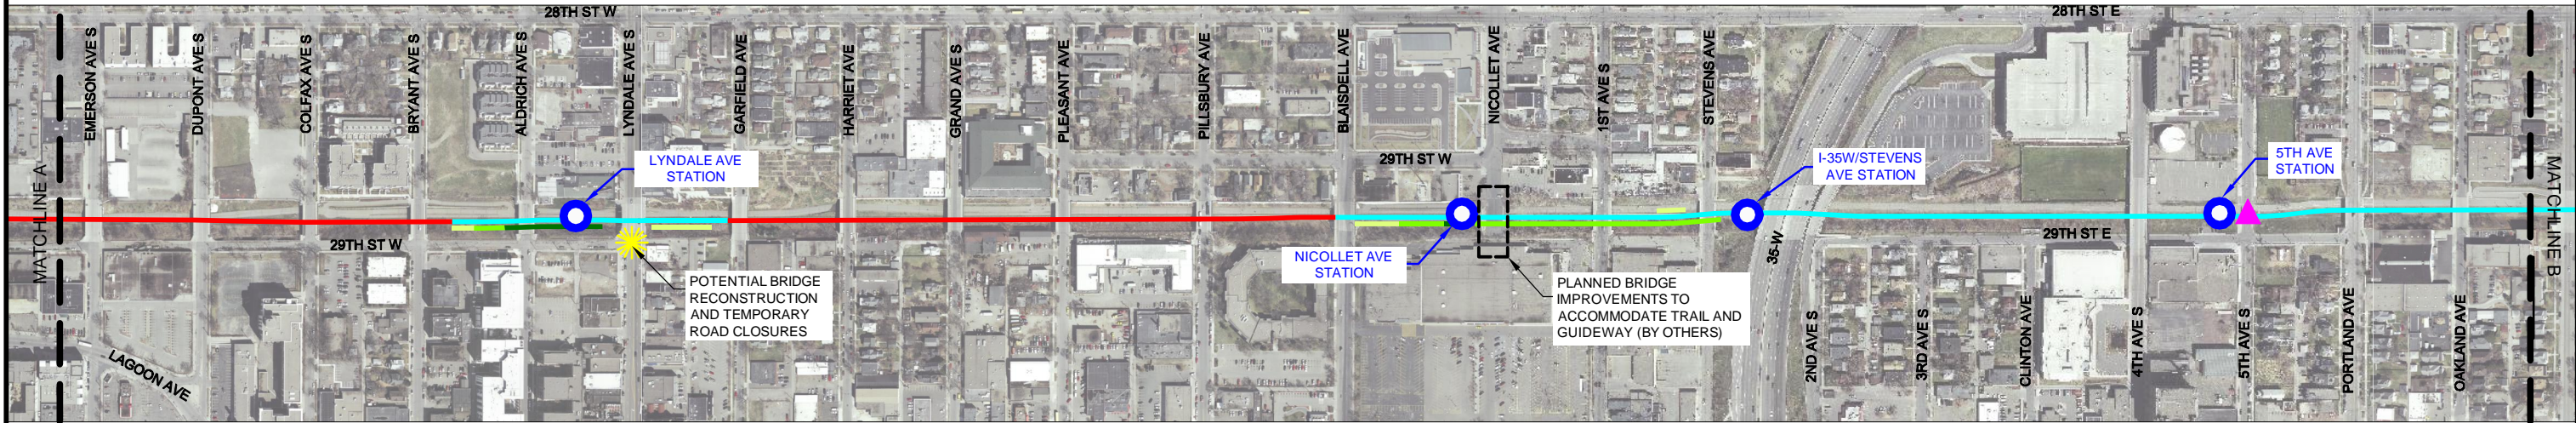 28TH ST W
28TH ST E
EMERSON AVE S
DUPONT AVE S
COLFAX AVE S
BRYANT AVE S
ALDRICH AVE S
LYNDALE AVE S
GARFIELD AVE
HARRIET AVE
GRAND AVE S
PLEASANT AVE
PILLSBURY AVE
BLAISDELL AVE
NICOLLET AVE
1ST AVE S
STEVENS AVE
MATCHLINE A
LYNDALE AVE
STATION
29TH ST W
I-35W/STEVENS
AVE STATION
5TH AVE
STATION
MATCHLINE B
29TH ST W
NICOLLET AVE
STATION
35-W
29TH ST E
POTENTIAL BRIDGE
RECONSTRUCTION
AND TEMPORARY
ROAD CLOSURES
PLANNED BRIDGE
IMPROVEMENTS TO
ACCOMMODATE TRAIL AND
GUIDEWAY (BY OTHERS)
LAGOON AVE
2ND AVE S
3RD AVE S
CLINTON AVE
4TH AVE S
5TH AVE S
PORTLAND AVE
OAKLAND AVE